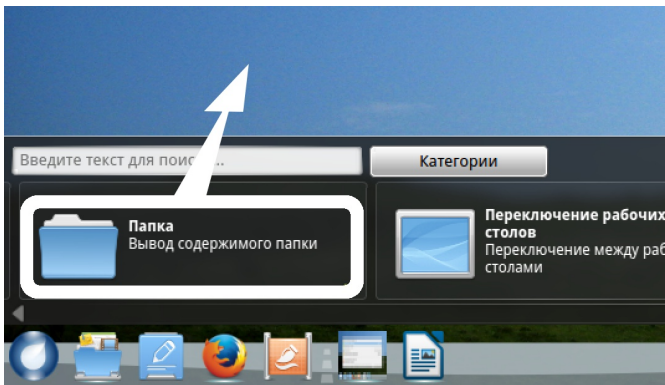 Введите текст для поис
Категории
Папка
Вывод содержимого папки
Переключение рабочих
столов
Переключение между раб
столами